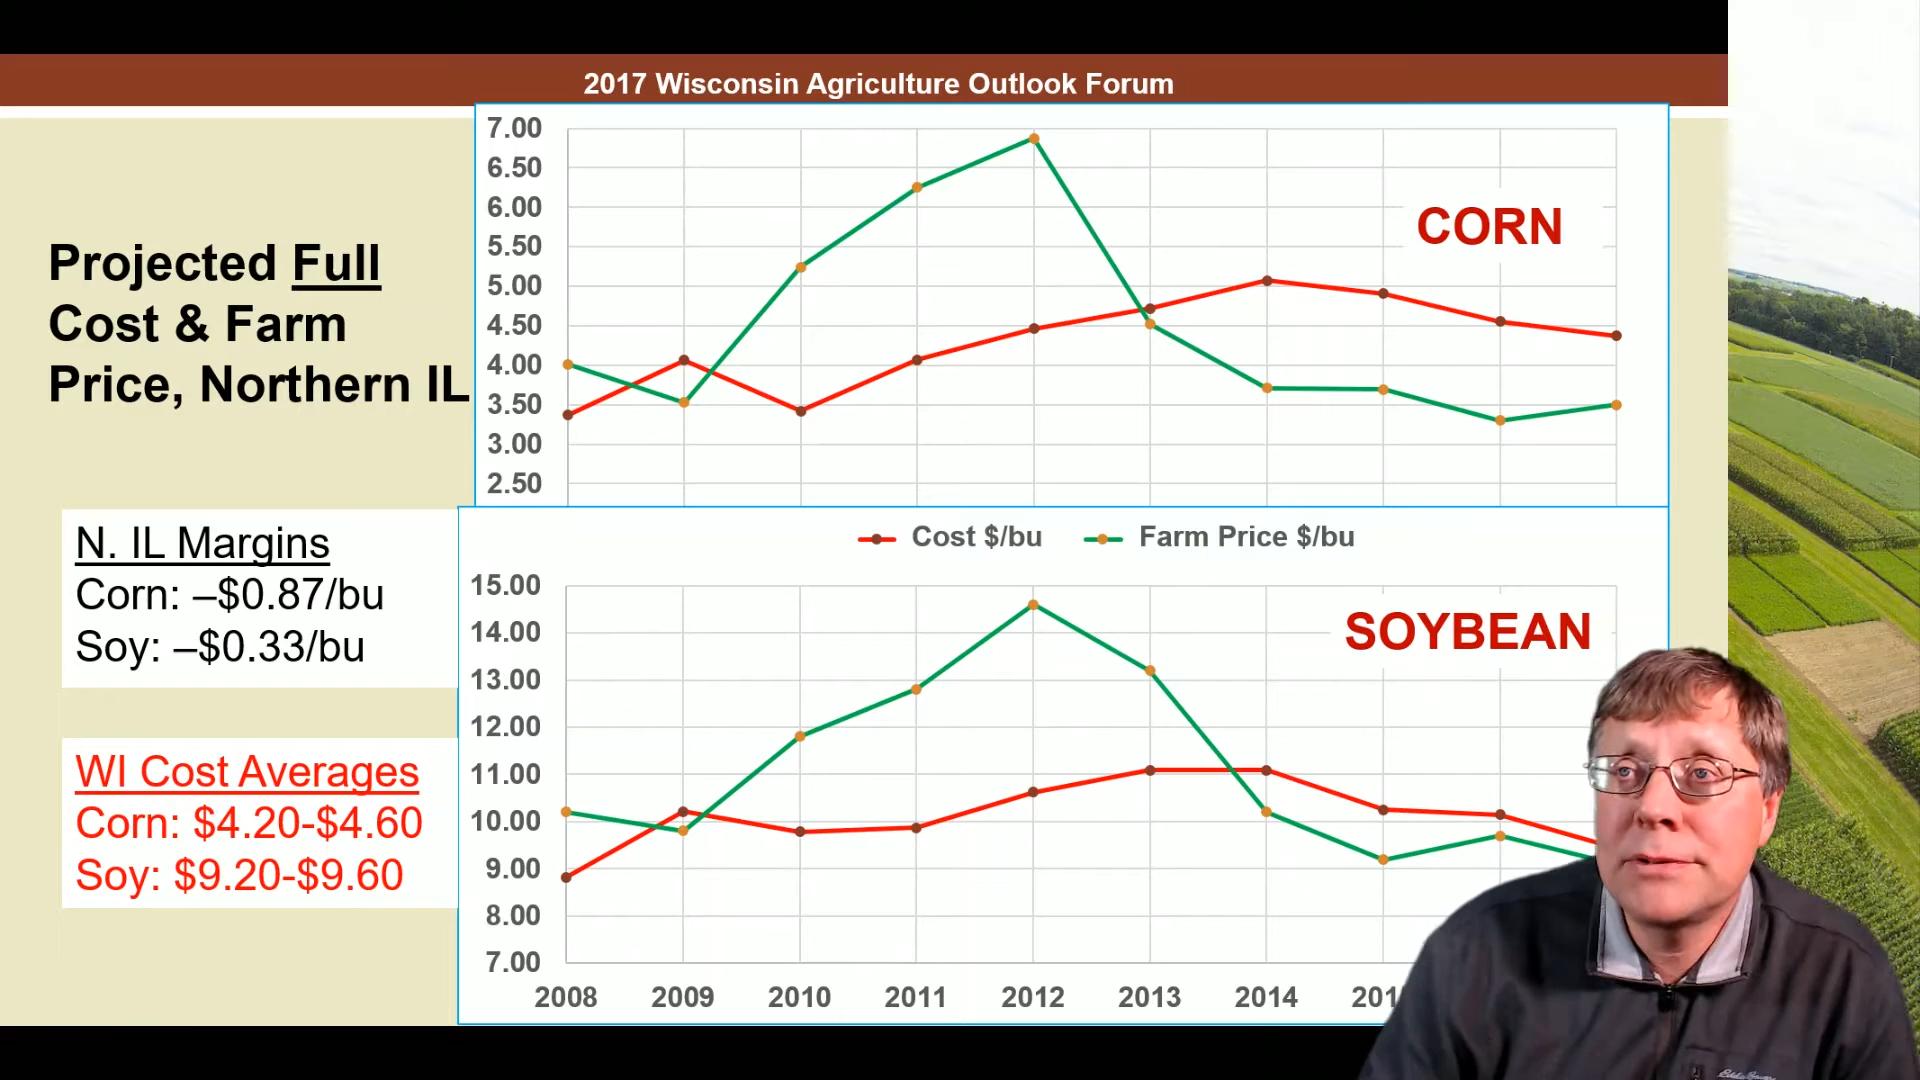 2017 Wisconsin Agriculture Outlook Forum
Projected Full
Cost & Farm
Price, Northern IL
N. IL Margins
Corn: –$0.87/bu
Soy: –$0.33/bu
WI Cost Averages
Corn: $4.20-$4.60
Soy: $9.20-$9.60
7.00
6.50
6.00
5.50
5.00
4.50
4.00
3.50
3.00
2.50
CORN
Cost $/bu Farm Price $/bu
15.00
14.00
13.00
12.00
11.00
10.00
9.00
8.00
7.00
SOYBEAN
2008 2009 2010 2011 2012 2013 2014
Eddie Bauer